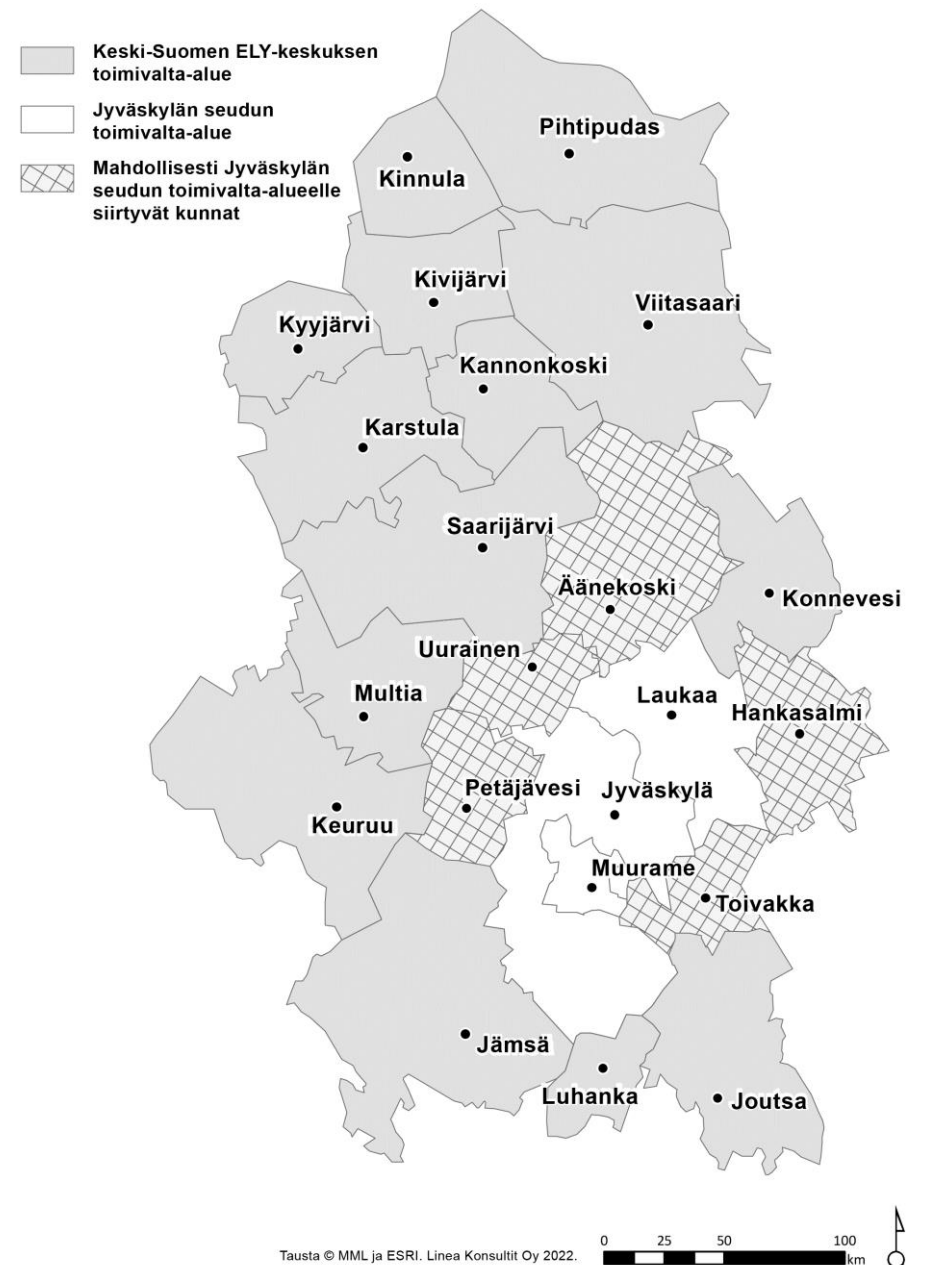 Keski-Suomen ELY-keskuksen
toimivalta-alue
Jyväskylän seudun
toimivalta-alue
Mahdollisesti Jyväskylän
seudun toimivalta-alueelle
siirtyvät kunnat
Pihtipudas
Kinnula
Kivijärvi
Viitasaari
Kyyjärvi
Kannonkoski
Karstula
Saarijärvi
Äänekoski
Konnevesi
Uurainen
Multia
Laukaa
Hankasalmi
Petäjävesi
Jyväskylä
Keuruu
Muurame
Toivakka
Jämsä
Luhanka
Joutsa
0 25 50 100
km
Tausta © MML ja ESRI. Linea Konsultit Oy 2022.